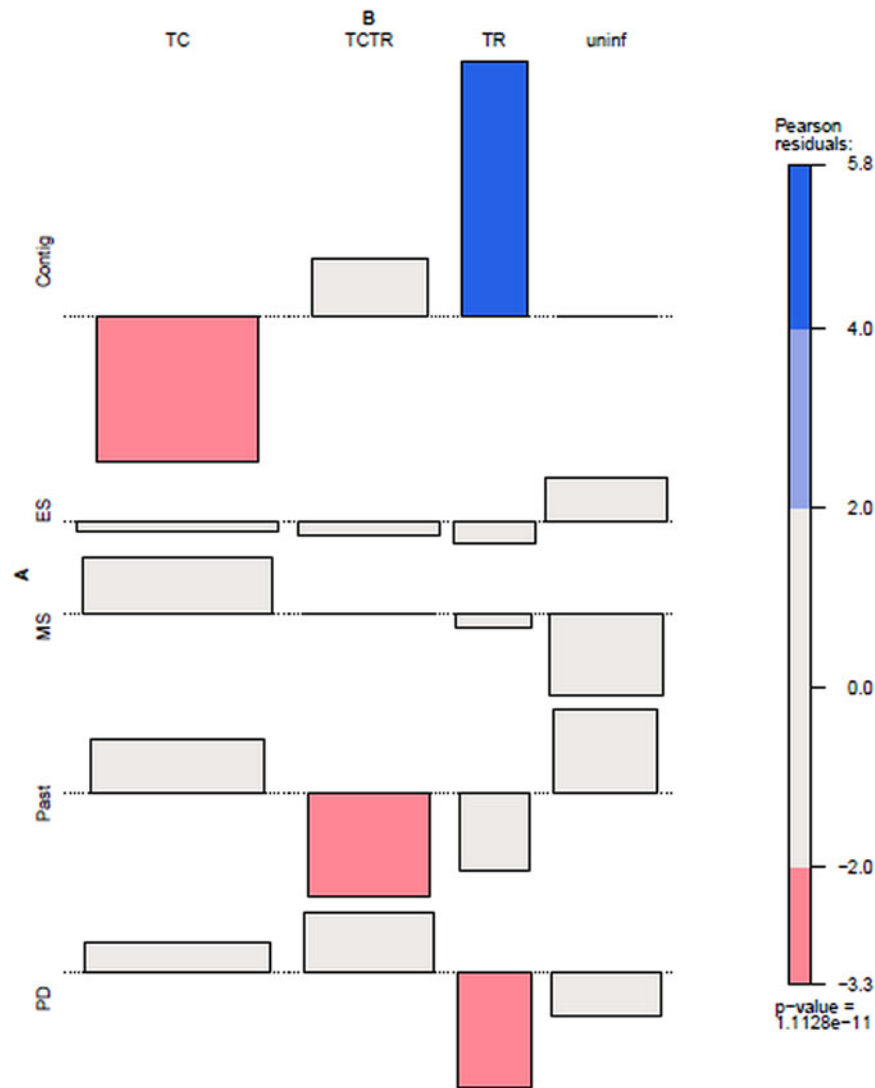 B
TC TCTR TR uninf
Pearson
residuals:
5.8
4.0
2.0
0.0
−2.0
−3.3
p−value =
1.1128e−11
A
Contig
ES
MS
Past
PD